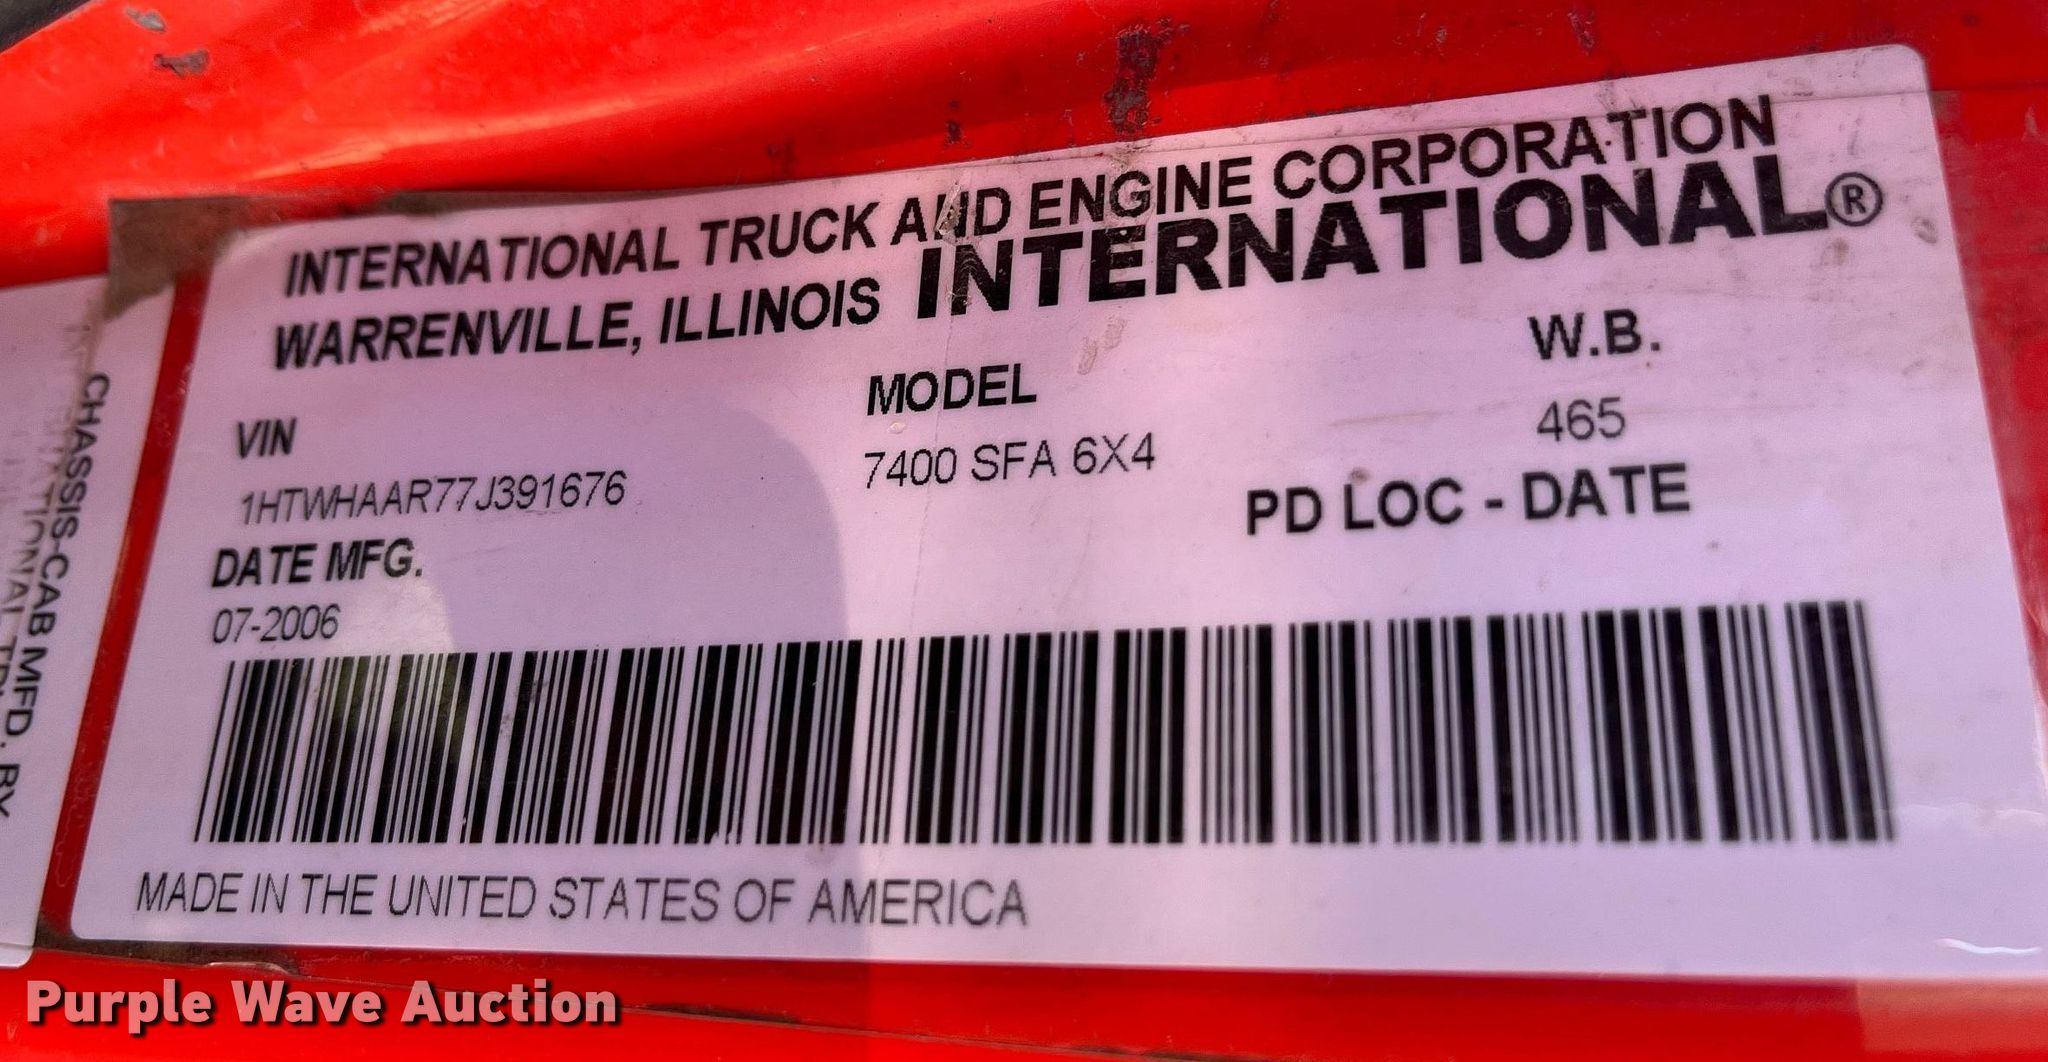 INTERNATIONAL TRUCK AND ENGINE CORPORATION
WARRENVILLE, ILLINOIS INTERNATIONAL®
VIN MODEL W.B.
1HTWHAAR77J391676 7400 SFA 6X4 465
DATE MFG. PD LOC - DATE
07-2006
MADE IN THE UNITED STATES OF AMERICA
CHASSIS-CAB MFD. BY
Purple Wave Auction